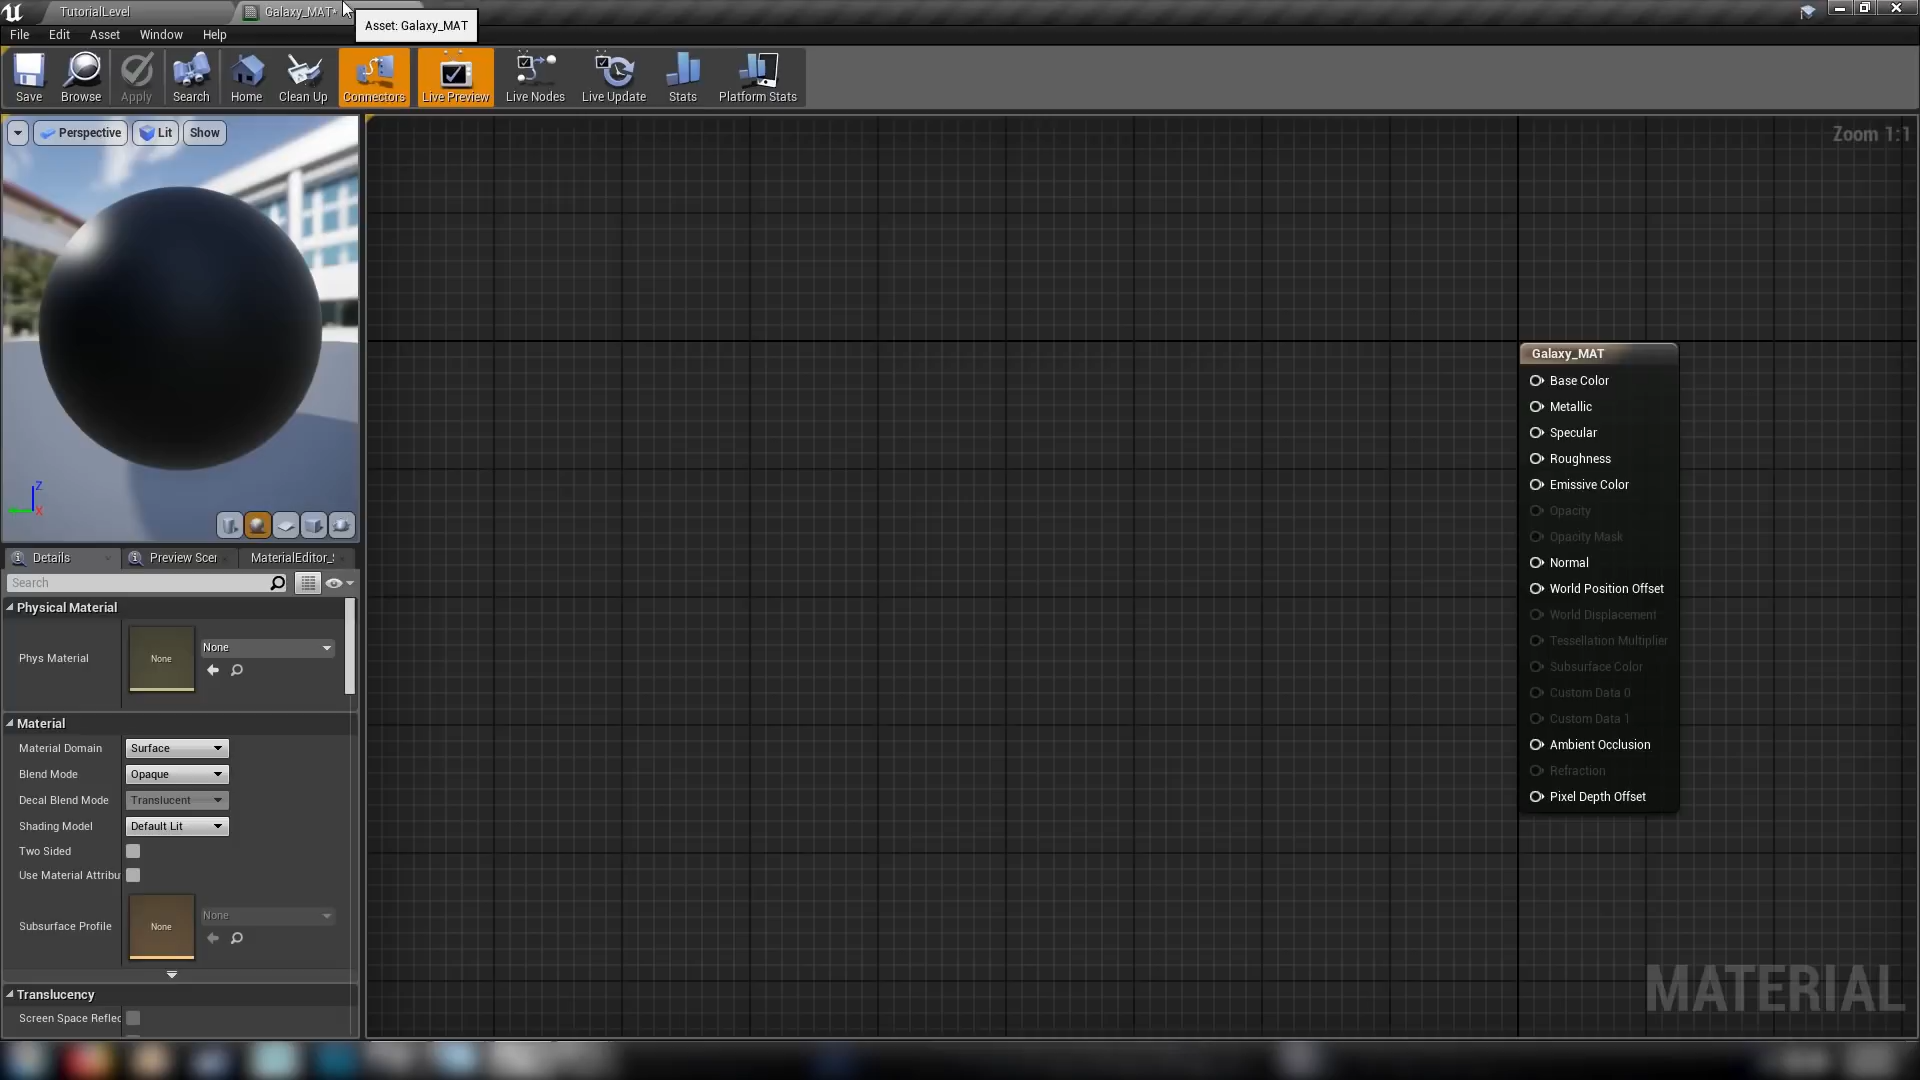 TutorialLevel
Galaxy_MAT*
Asset: Galaxy_MAT
File Edit Asset Window Help
Save Browse Apply Search Home Clean Up Connectors Live Preview Live Nodes Live Update Stats Platform Stats
Perspective Lit Show
Zoom 1:1
Z
X
Galaxy_MAT
Base Color
Metallic
Specular
Roughness
Emissive Color
Opacity
Opacity Mask
Normal
World Position Offset
World Displacement
Tessellation Multiplier
Subsurface Color
Custom Data 0
Custom Data 1
Ambient Occlusion
Refraction
Pixel Depth Offset
Details Preview Scer MaterialEditor_
Search
Physical Material
Phys Material None None
Material
Material Domain Surface
Blend Mode Opaque
Decal Blend Mode Translucent
Shading Model Default Lit
Two Sided
Use Material Attribu
Subsurface Profile None None
Translucency
Screen Space Reflec
MATERIAL